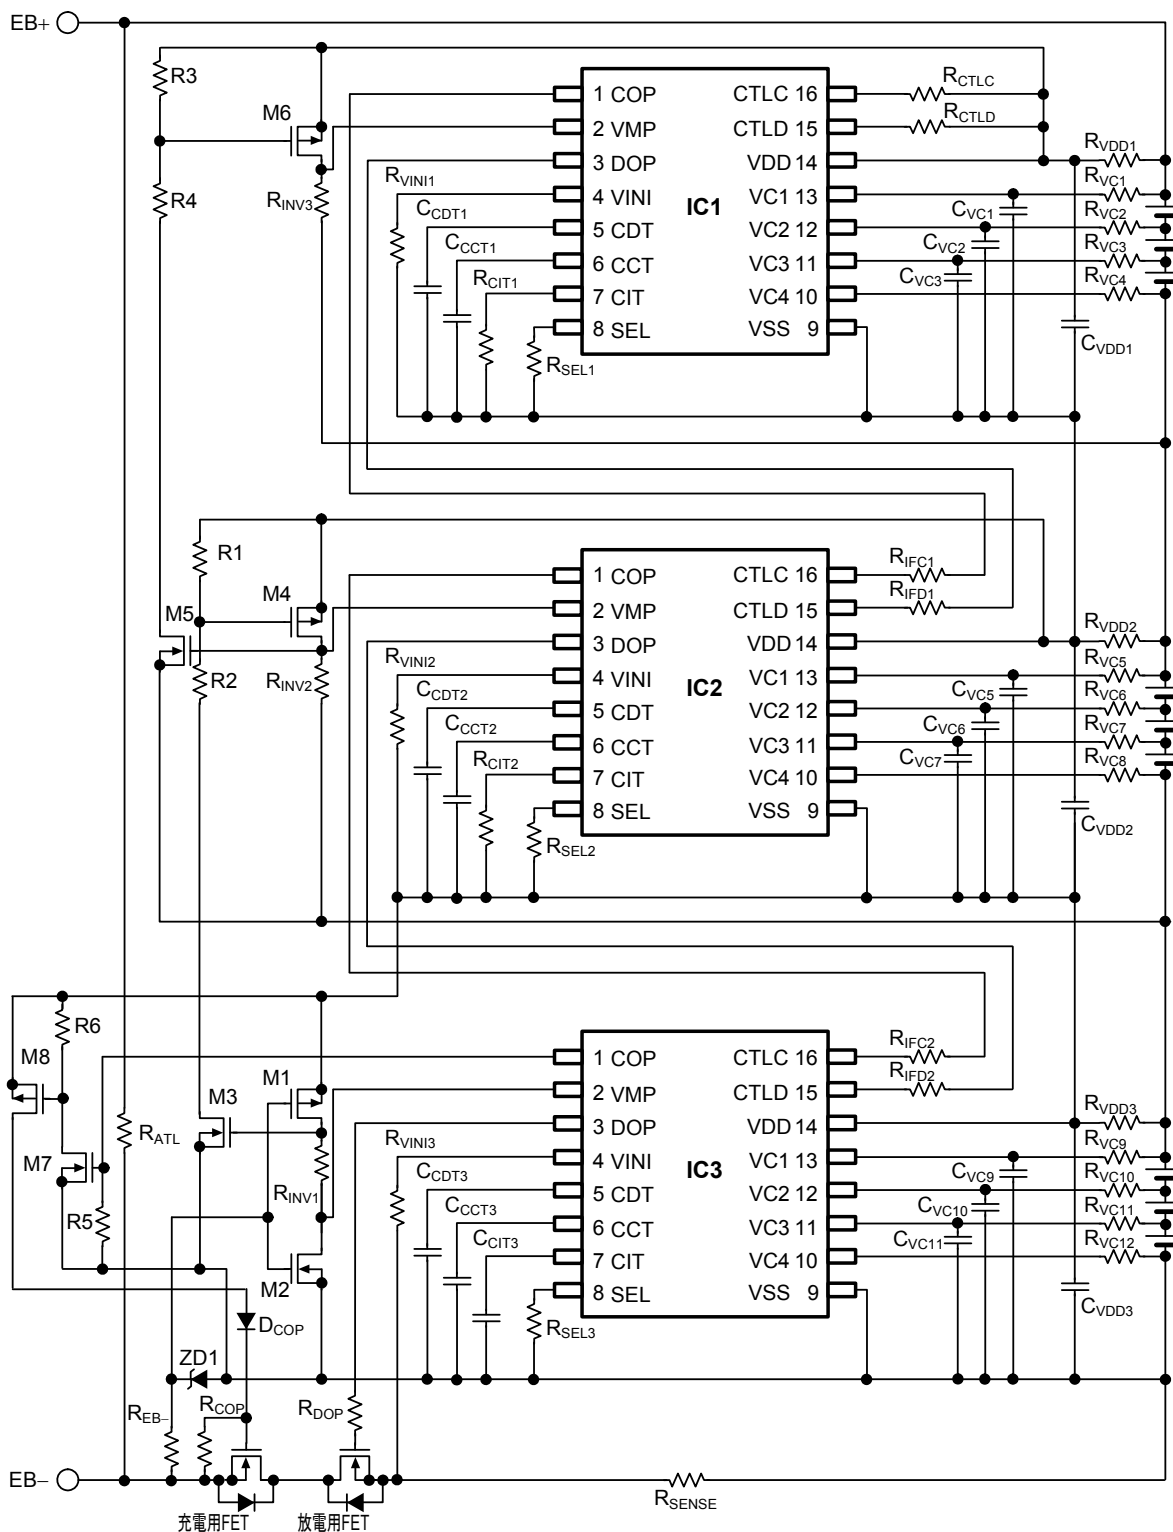 EB+
R3
M6
R4
RINV3
1 COP
2 VMP
3 DOP
4 VINI
5 CDT
6 CCT
7 CIT
8 SEL
IC1
CTLC 16
CTLD 15
VDD 14
VC1 13
VC2 12
VC3 11
VC4 10
VSS 9
RCTLC
RCTLD
RVDD1
RVC1
RVC2
RVC3
RVC4
RVINI1
CCDT1
CCCT1
RCIT1
RSEL1
CVC1
CVC2
CVC3
CVDD1
R1
M4
M5
R2
RINV2
1 COP
2 VMP
3 DOP
4 VINI
5 CDT
6 CCT
7 CIT
8 SEL
IC2
CTLC 16
CTLD 15
VDD 14
VC1 13
VC2 12
VC3 11
VC4 10
VSS 9
RIFC1
RIFD1
RVDD2
RVC5
RVC6
RVC7
RVC8
RVINI2
CCDT2
CCCT2
RCIT2
RSEL2
CVC5
CVC6
CVC7
CVDD2
R6
M8
M1
M3
RATL
M7
R5
RINV1
M2
DCOP
ZD1
1 COP
2 VMP
3 DOP
4 VINI
5 CDT
6 CCT
7 CIT
8 SEL
IC3
CTLC 16
CTLD 15
VDD 14
VC1 13
VC2 12
VC3 11
VC4 10
VSS 9
RIFC2
RIFD2
RVDD3
RVC9
RVC10
RVC11
RVC12
RVINI3
CCDT3
CCCT3
CCIT3
RSEL3
CVC9
CVC10
CVC11
CVDD3
REB−
RCOP
RDOP
EB−
RSENSE
充電用FET
放電用FET